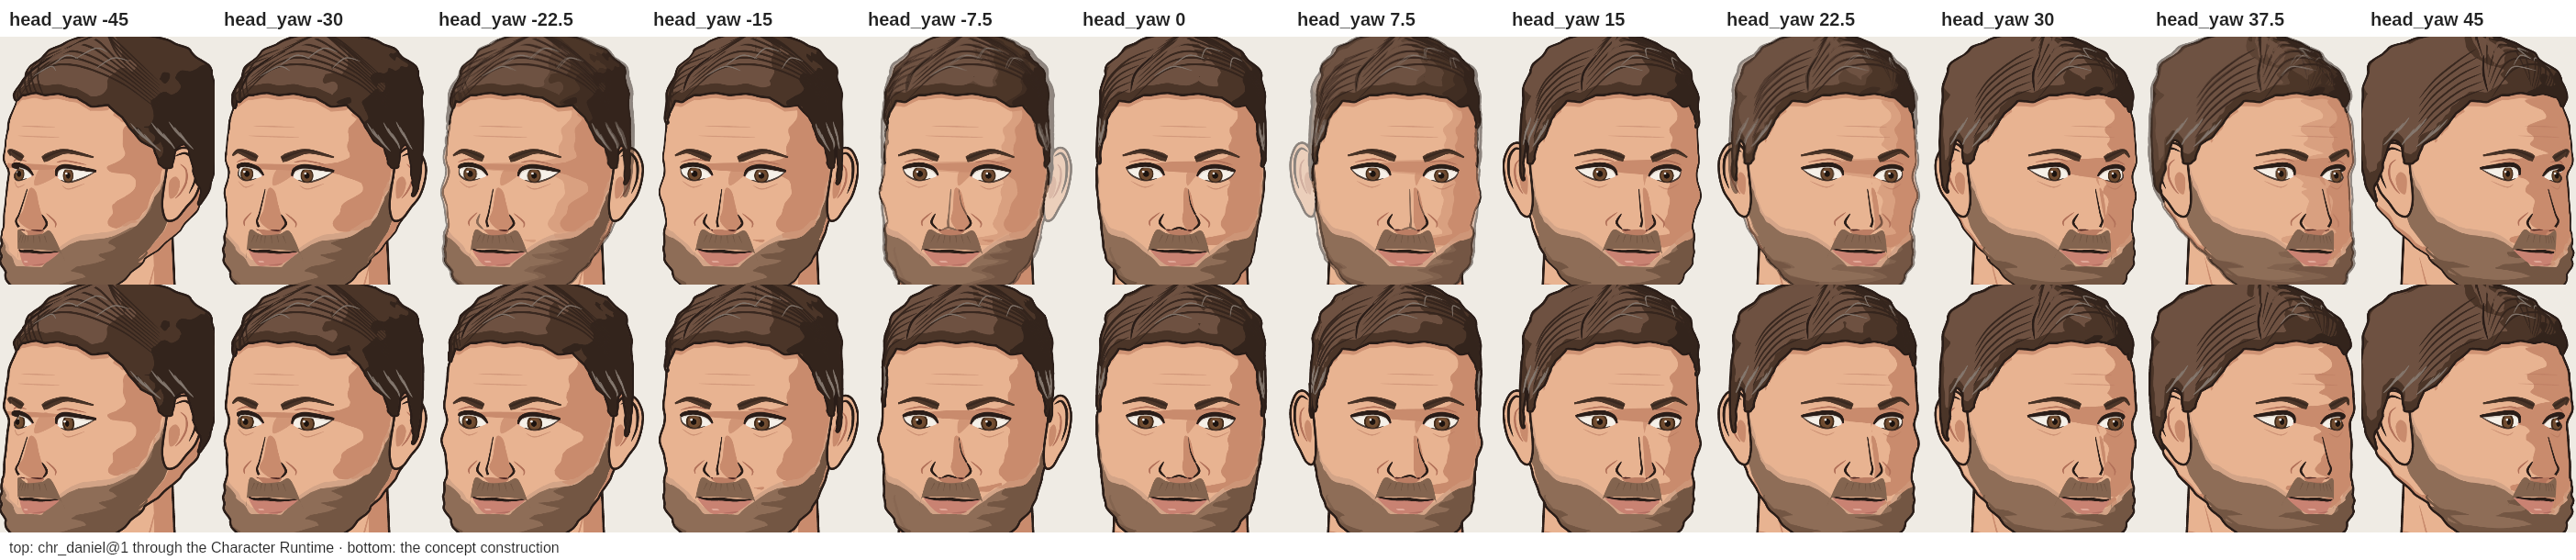 head_yaw -45 head_yaw -30 head_yaw -22.5 head_yaw -15 head_yaw -7.5 head_yaw 0 head_yaw 7.5 head_yaw 15 head_yaw 22.5 head_yaw 30 head_yaw 37.5 head_yaw 45
top: chr_daniel@1 through the Character Runtime · bottom: the concept construction